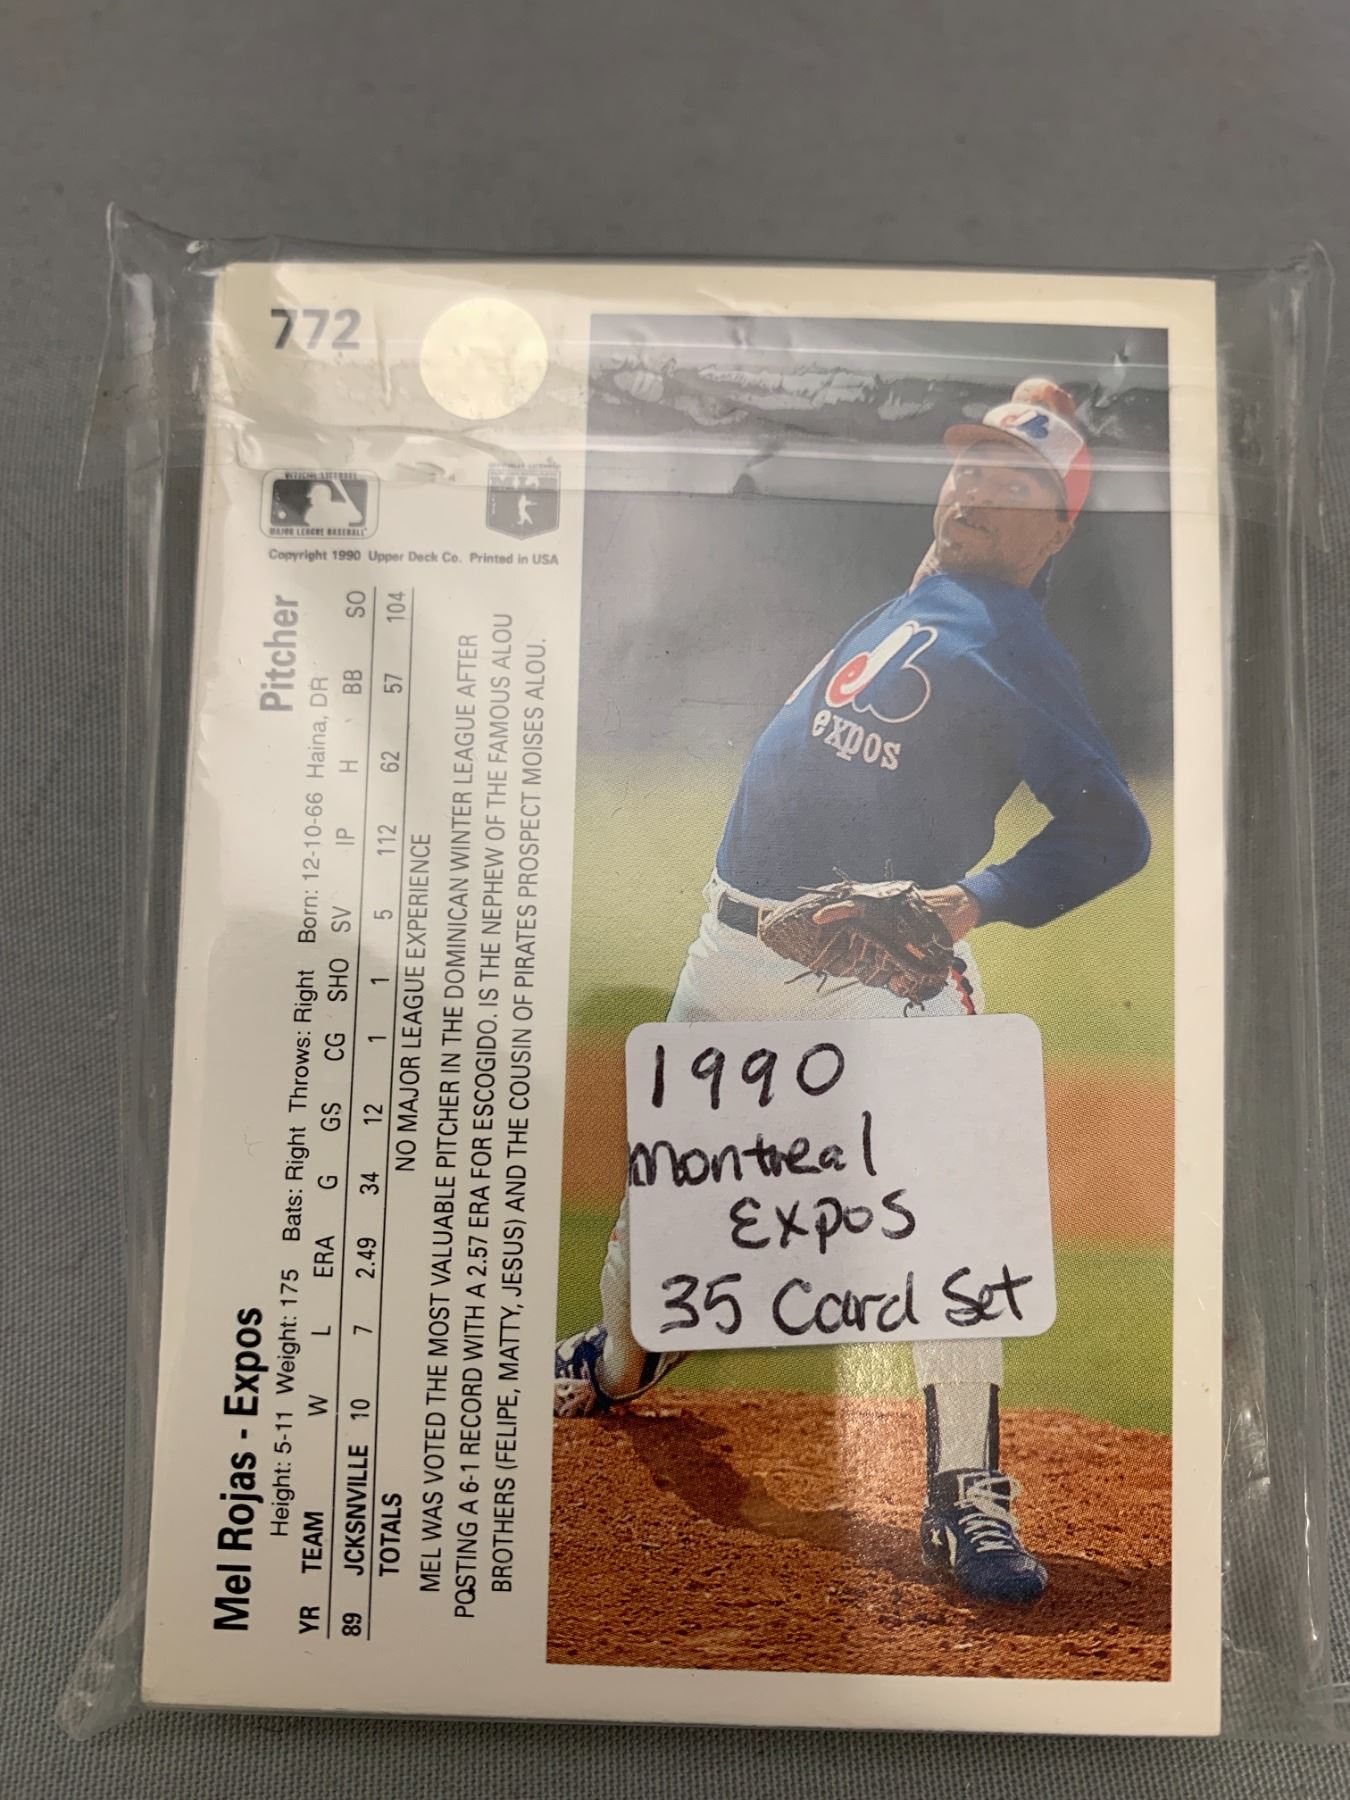 772
OFFICIAL LICENSEE
MAJOR LEAGUE BASEBALL
Copyright 1990 Upper Deck Co. Printed in USA
Mel Rojas - Expos
Pitcher
Height: 5-11 Weight: 175 Bats: Right Throws: Right Born: 12-10-66 Haina, DR
YR TEAM W L ERA G GS CG SHO SV IP H BB SO
89 JCKSNVILLE 10 7 2.49 34 12 1 1 5 112 62 57 104
TOTALS NO MAJOR LEAGUE EXPERIENCE
MEL WAS VOTED THE MOST VALUABLE PITCHER IN THE DOMINICAN WINTER LEAGUE AFTER
POSTING A 6-1 RECORD WITH A 2.57 ERA FOR ESCOGIDO. IS THE NEPHEW OF THE FAMOUS ALOU
BROTHERS (FELIPE, MATTY, JESUS) AND THE COUSIN OF PIRATES PROSPECT MOISES ALOU.
expos
1990
Montreal
Expos
35 Card Set